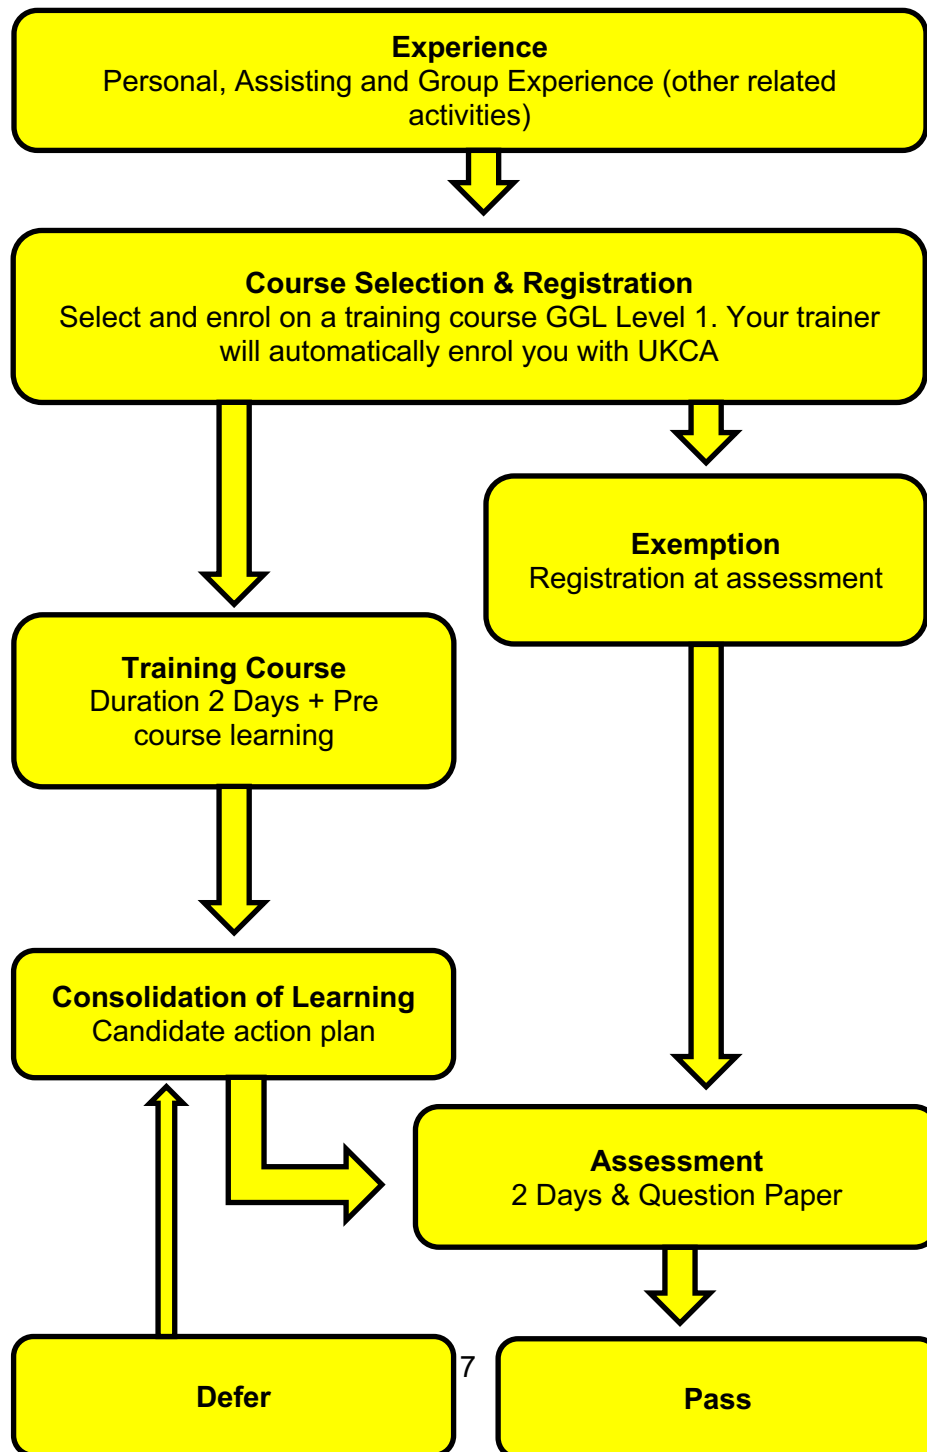 Experience
Personal, Assisting and Group Experience (other related
activities)
Course Selection & Registration
Select and enrol on a training course GGL Level 1. Your trainer
will automatically enrol you with UKCA
Exemption
Registration at assessment
Training Course
Duration 2 Days + Pre
course learning
Consolidation of Learning
Candidate action plan
Assessment
2 Days & Question Paper
Defer
7
Pass